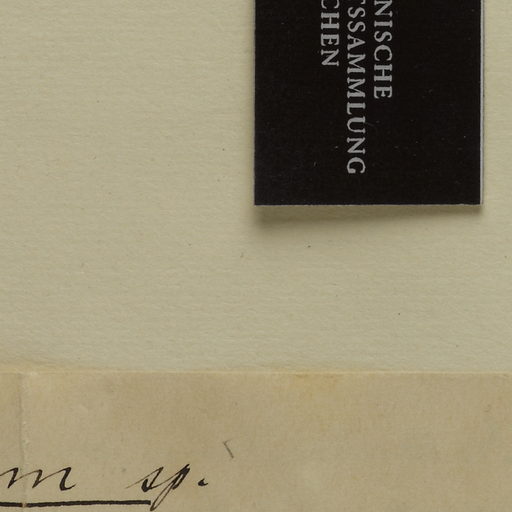 NISCHE
SSAMMLUNG
CHEN
m sp.